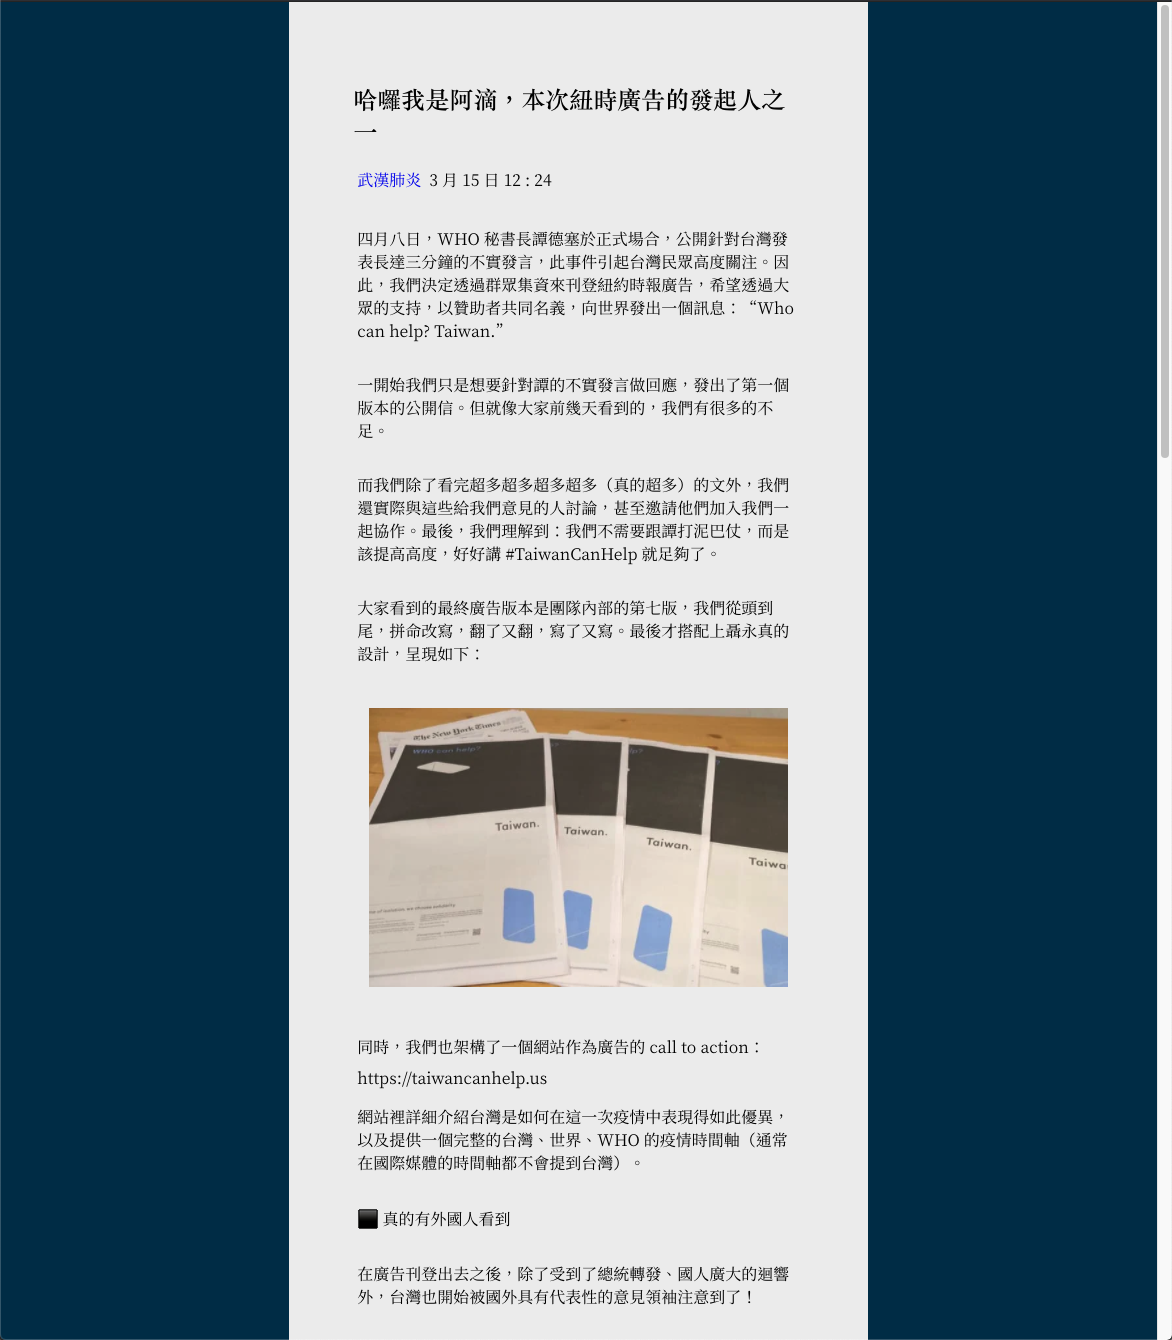 哈囉我是阿滴，本次紐時廣告的發起人之
一
武漢肺炎 3 月 15 日 12 : 24
四月八日，WHO 秘書長譚德塞於正式場合，公開針對台灣發
表長達三分鐘的不實發言，此事件引起台灣民眾高度關注。因
此，我們決定透過群眾集資來刊登紐約時報廣告，希望透過大
眾的支持，以贊助者共同名義，向世界發出一個訊息：“Who
can help? Taiwan.”
一開始我們只是想要針對譚的不實發言做回應，發出了第一個
版本的公開信。但就像大家前幾天看到的，我們有很多的不
足。
而我們除了看完超多超多超多超多（真的超多）的文外，我們
還實際與這些給我們意見的人討論，甚至邀請他們加入我們一
起協作。最後，我們理解到：我們不需要跟譚打泥巴仗，而是
該提高高度，好好講 #TaiwanCanHelp 就足夠了。
大家看到的最終廣告版本是團隊內部的第七版，我們從頭到
尾，拼命改寫，翻了又翻，寫了又寫。最後才搭配上聶永真的
設計，呈現如下：
The New York Times
WHO can help?
Taiwan.
Taiwan.
Taiwan.
Taiwa
同時，我們也架構了一個網站作為廣告的 call to action：
https://taiwancanhelp.us
網站裡詳細介紹台灣是如何在這一次疫情中表現得如此優異，
以及提供一個完整的台灣、世界、WHO 的疫情時間軸（通常
在國際媒體的時間軸都不會提到台灣）。
⬛ 真的有外國人看到
在廣告刊登出去之後，除了受到了總統轉發、國人廣大的迴響
外，台灣也開始被國外具有代表性的意見領袖注意到了！